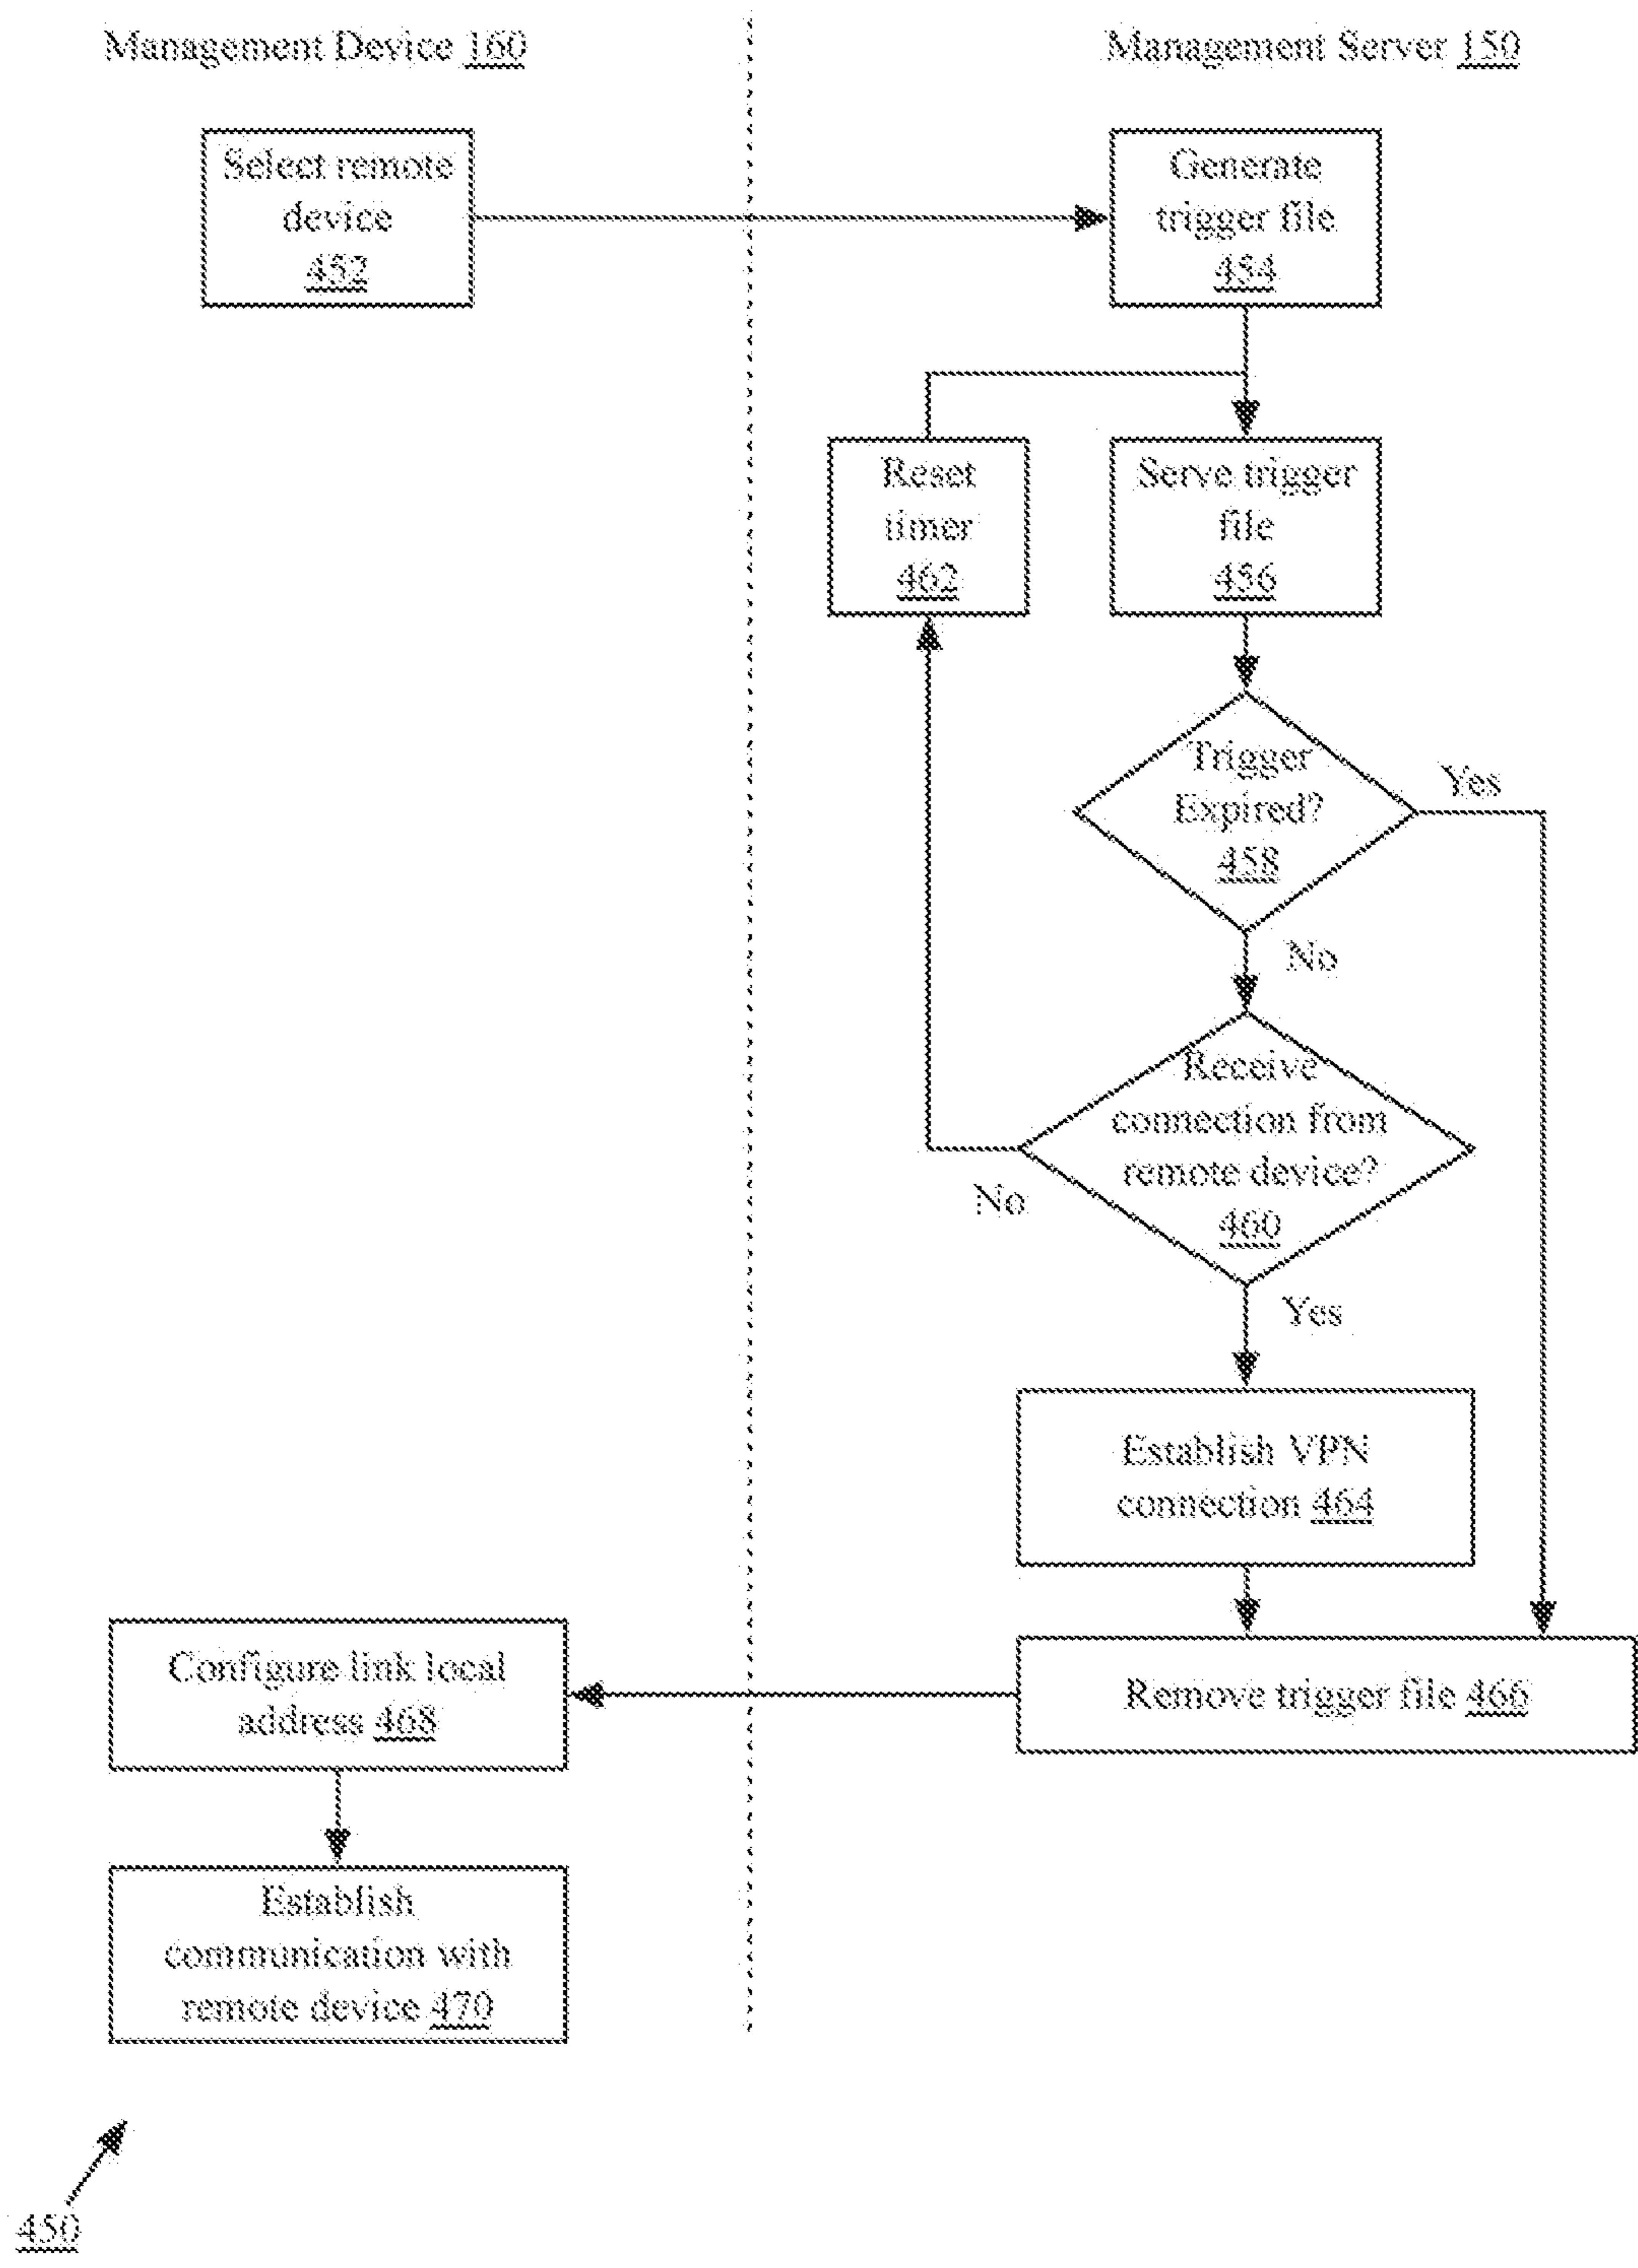 Management Device 160
Management Server 150
Select remote
device
452
Generate
trigger file
454
Reset
timer
462
Serve trigger
file
456
Trigger
Expired?
458
Yes
No
Receive
connection from
remote device?
460
No
Yes
Establish VPN
connection 464
Configure link local
address 468
Remove trigger file 466
Establish
communication with
remote device 470
450